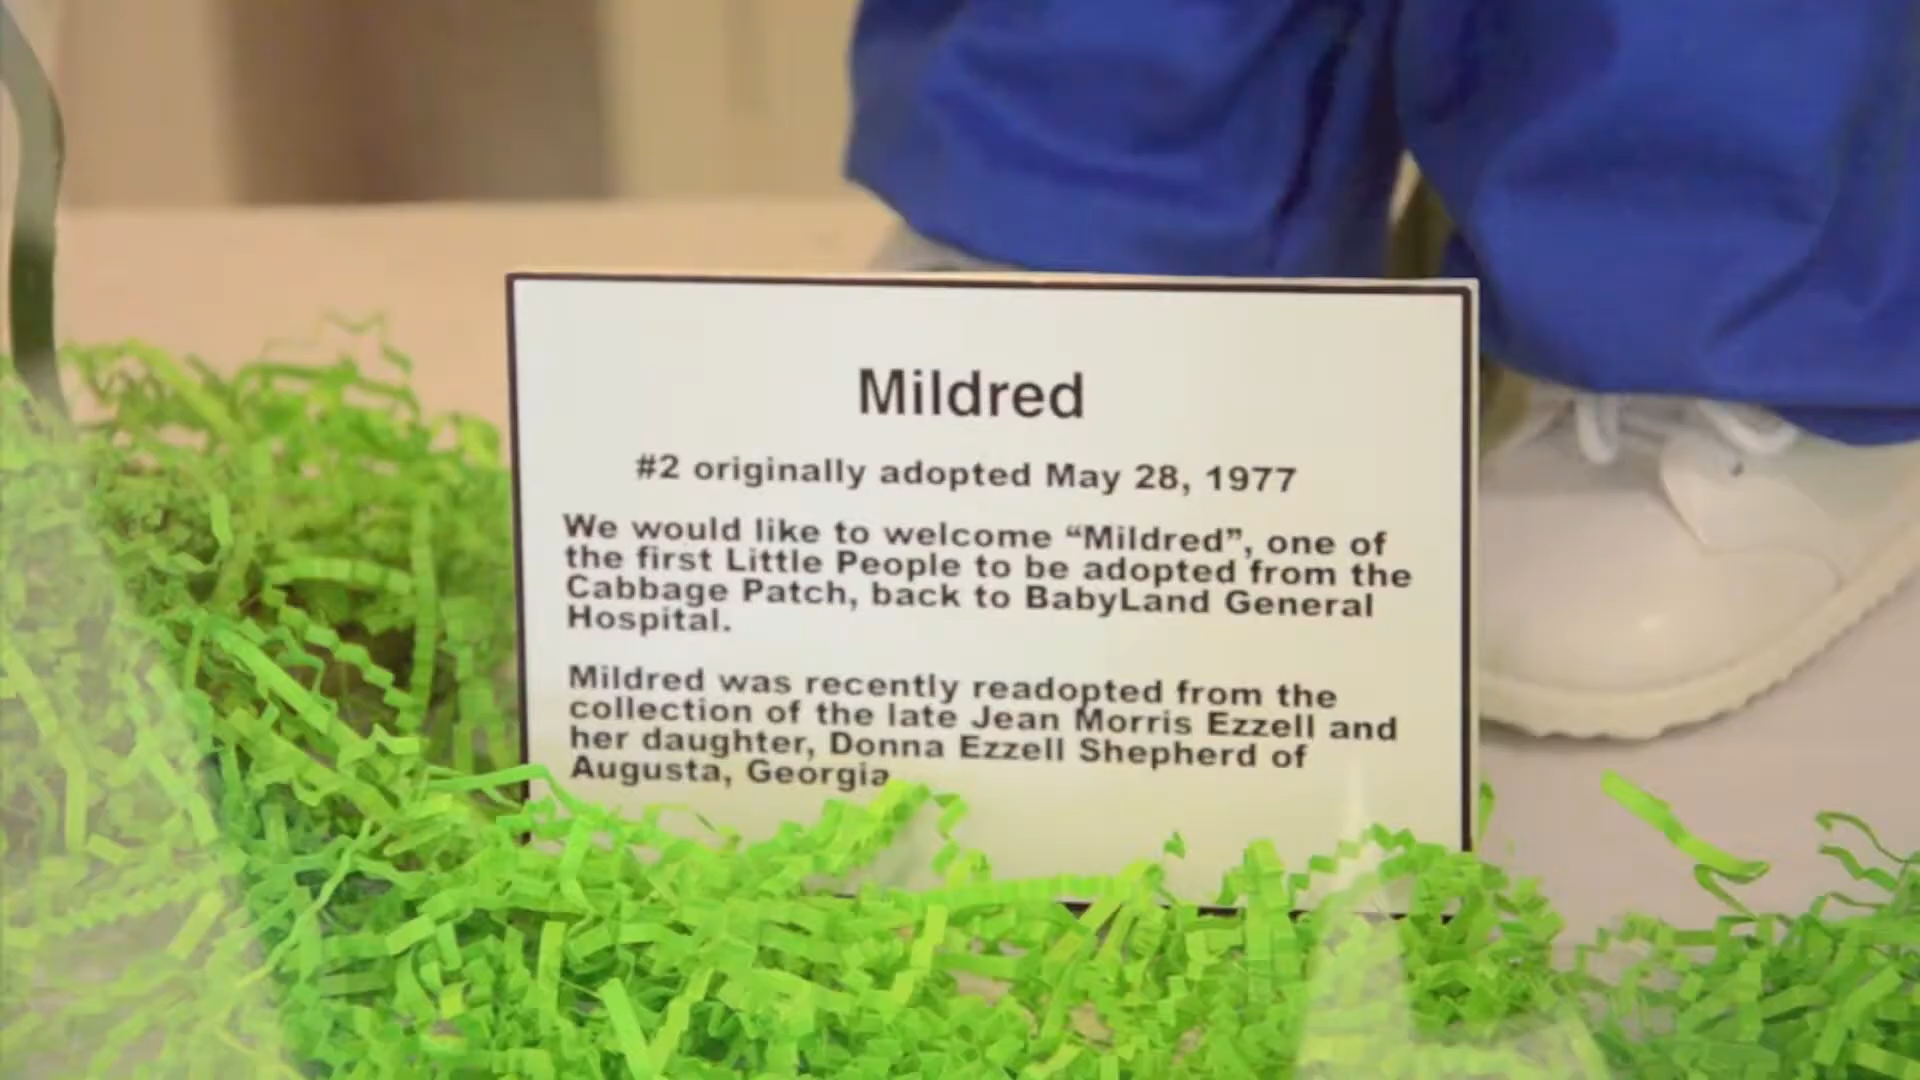 Mildred
#2 originally adopted May 28, 1977
We would like to welcome “Mildred”, one of
the first Little People to be adopted from the
Cabbage Patch, back to BabyLand General
Hospital.
Mildred was recently readopted from the
collection of the late Jean Morris Ezzell and
her daughter, Donna Ezzell Shepherd of
Augusta, Georgia